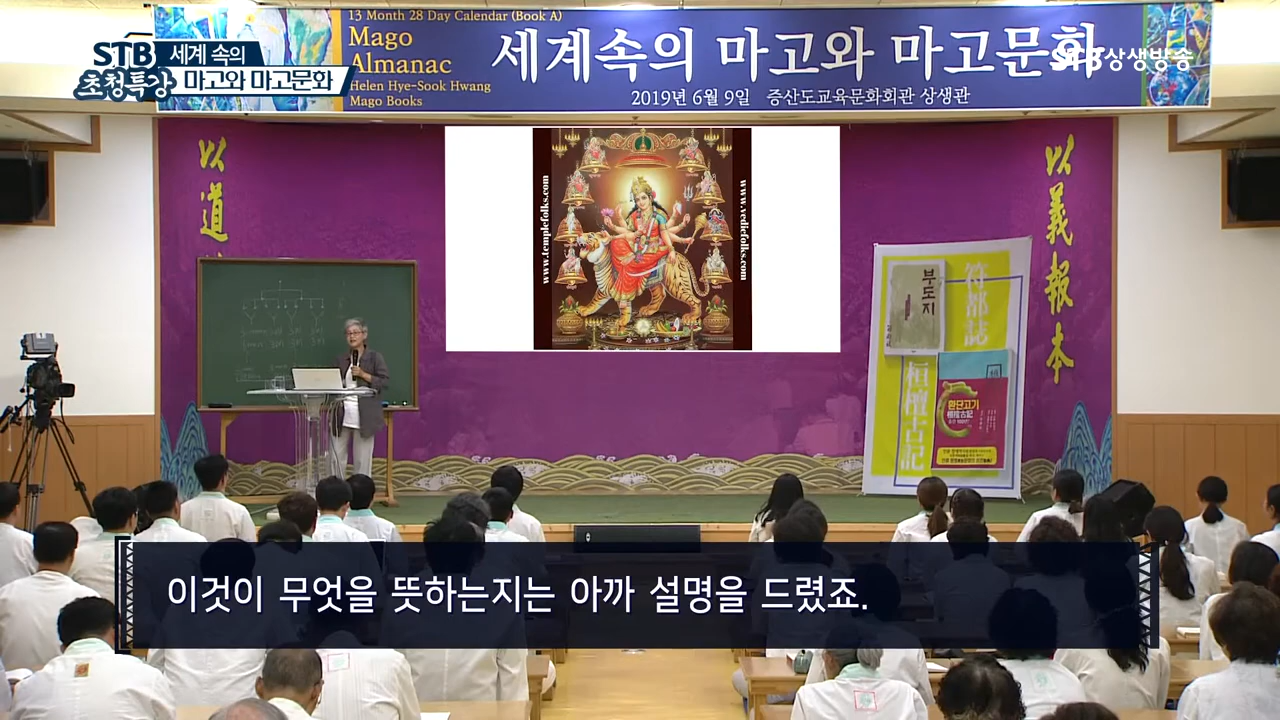 13 Month 28 Day Calendar (Book A)
Mago
Almanac
Helen Hye-Sook Hwang
Mago Books
세계속의 마고와 마고문화
2019년 6월 9일 증산도교육문화회관 상생관
STB
초청특강
세계 속의
마고와 마고문화
STB상생방송
以道
以義報本
www.templefolks.com
www.vedicfolks.com
부도지
符都誌
桓檀古記
환단고기
桓檀古記
이것이 무엇을 뜻하는지는 아까 설명을 드렸죠.